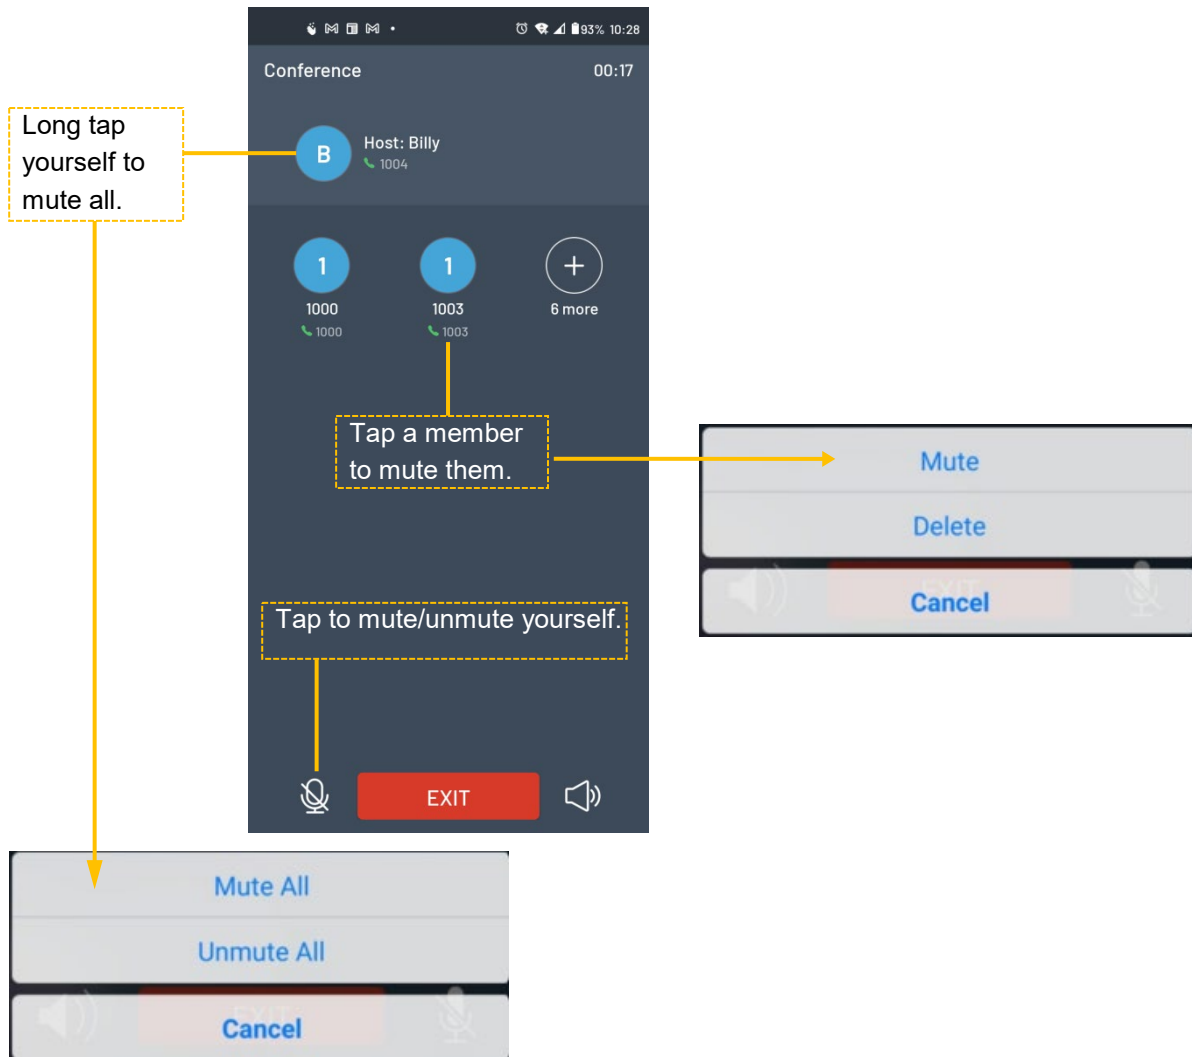 93% 10:28
Conference
00:17
Long tap
yourself to
mute all.
B
Host: Billy
1004
1
1
1000
1003
6 more
1000
1003
Tap a member
to mute them.
Mute
Delete
EXIT
Cancel
Tap to mute/unmute yourself.
EXIT
Mute All
Unmute All
EXIT
Cancel